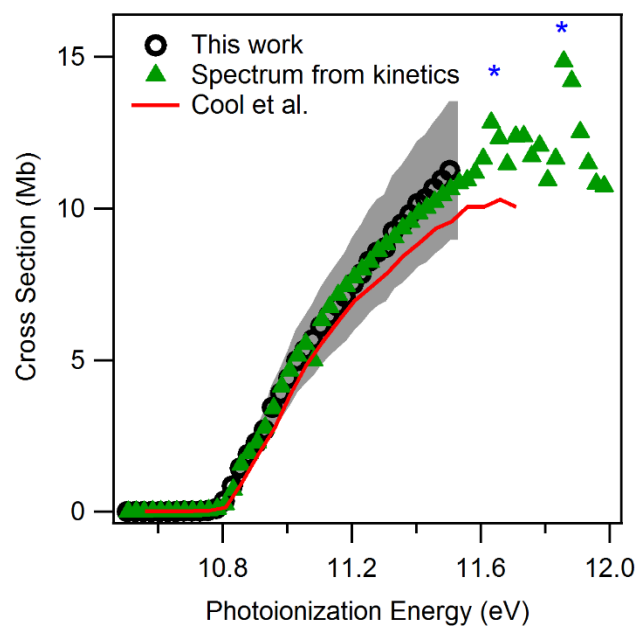 15
10
5
0
Cross Section (Mb)
This work
Spectrum from kinetics
Cool et al.
*
*
10.8
11.2
11.6
12.0
Photoionization Energy (eV)